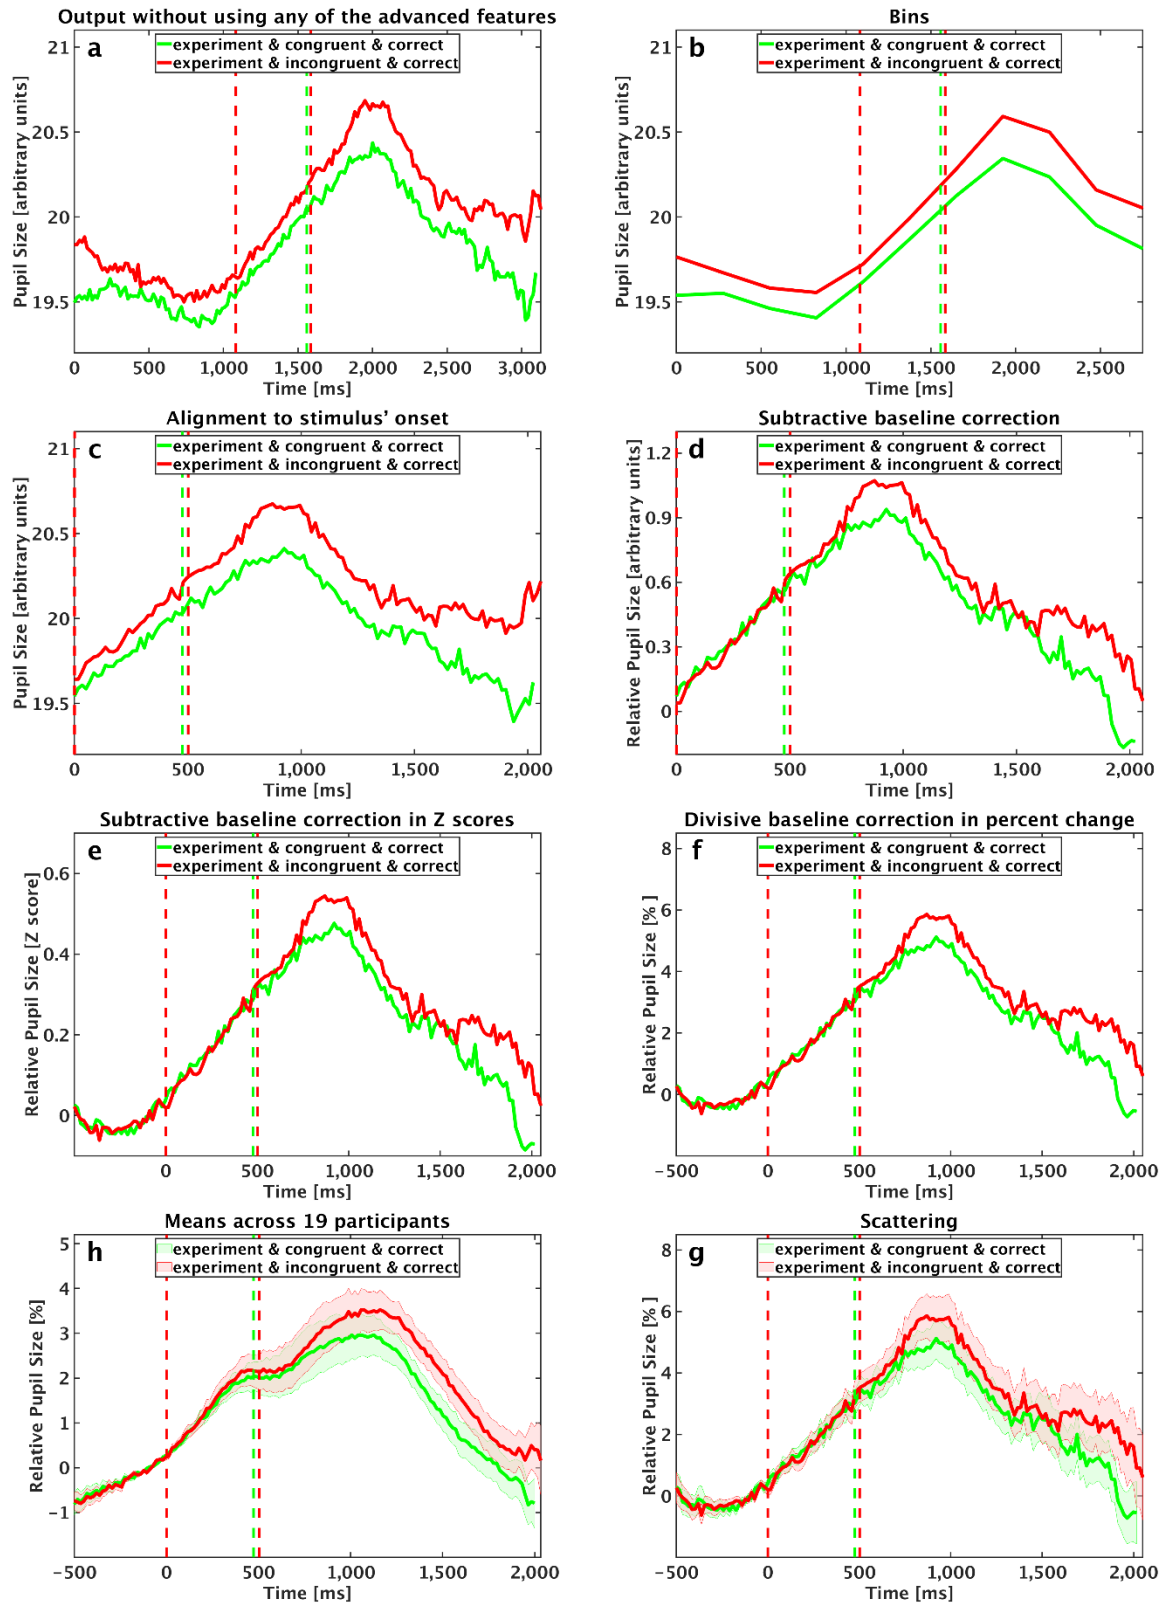 Output without using any of the advanced features
a
experiment & congruent & correct
experiment & incongruent & correct
Pupil Size [arbitrary units]
21
20.5
20
19.5
0 500 1,000 1,500 2,000 2,500 3,000
Time [ms]
Bins
b
experiment & congruent & correct
experiment & incongruent & correct
Pupil Size [arbitrary units]
21
20.5
20
19.5
0 500 1,000 1,500 2,000 2,500
Time [ms]
Alignment to stimulus’ onset
c
experiment & congruent & correct
experiment & incongruent & correct
Pupil Size [arbitrary units]
21
20.5
20
19.5
0 500 1,000 1,500 2,000
Time [ms]
Subtractive baseline correction
d
experiment & congruent & correct
experiment & incongruent & correct
Relative Pupil Size [arbitrary units]
1.2
0.9
0.6
0.3
0
0 500 1,000 1,500 2,000
Time [ms]
Subtractive baseline correction in Z scores
e
experiment & congruent & correct
experiment & incongruent & correct
Relative Pupil Size [Z score]
0.6
0.4
0.2
0
0 500 1,000 1,500 2,000
Time [ms]
Divisive baseline correction in percent change
f
experiment & congruent & correct
experiment & incongruent & correct
Relative Pupil Size [% ]
8
6
4
2
0
-500 0 500 1,000 1,500 2,000
Time [ms]
Means across 19 participants
h
experiment & congruent & correct
experiment & incongruent & correct
Relative Pupil Size [%]
5
4
3
2
1
0
-1
-500 0 500 1,000 1,500 2,000
Time [ms]
Scattering
g
experiment & congruent & correct
experiment & incongruent & correct
Relative Pupil Size [% ]
8
6
4
2
0
-500 0 500 1,000 1,500 2,000
Time [ms]